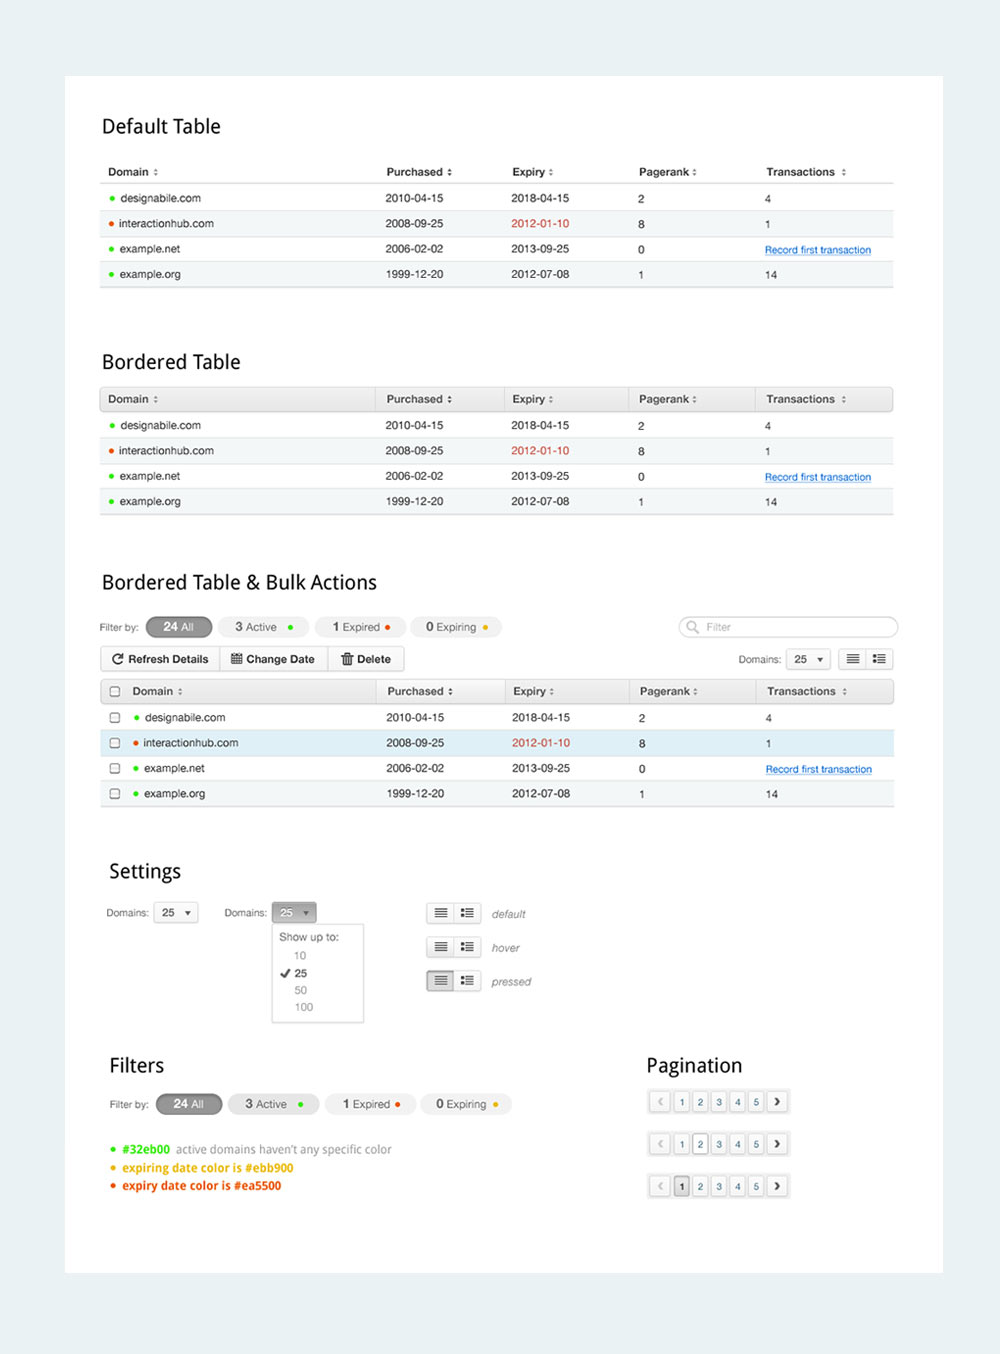 Default Table
Domain Purchased Expiry Pagerank Transactions
designabile.com 2010-04-15 2018-04-15 2 4
interactionhub.com 2008-09-25 2012-01-10 8 1
example.net 2006-02-02 2013-09-25 0 Record first transaction
example.org 1999-12-20 2012-07-08 1 14
Bordered Table
Domain Purchased Expiry Pagerank Transactions
designabile.com 2010-04-15 2018-04-15 2 4
interactionhub.com 2008-09-25 2012-01-10 8 1
example.net 2006-02-02 2013-09-25 0 Record first transaction
example.org 1999-12-20 2012-07-08 1 14
Bordered Table & Bulk Actions
Filter by: 24 All 3 Active 1 Expired 0 Expiring Filter
Refresh Details Change Date Delete Domains: 25
Domain Purchased Expiry Pagerank Transactions
designabile.com 2010-04-15 2018-04-15 2 4
interactionhub.com 2008-09-25 2012-01-10 8 1
example.net 2006-02-02 2013-09-25 0 Record first transaction
example.org 1999-12-20 2012-07-08 1 14
Settings
Domains: 25 Domains: 25 default
Show up to:
10
25
50
100
hover
pressed
Filters
Filter by: 24 All 3 Active 1 Expired 0 Expiring
#32eb00 active domains haven't any specific color
expiring date color is #ebb900
expiry date color is #ea5500
Pagination
‹ 1 2 3 4 5 ›
‹ 1 2 3 4 5 ›
‹ 1 2 3 4 5 ›